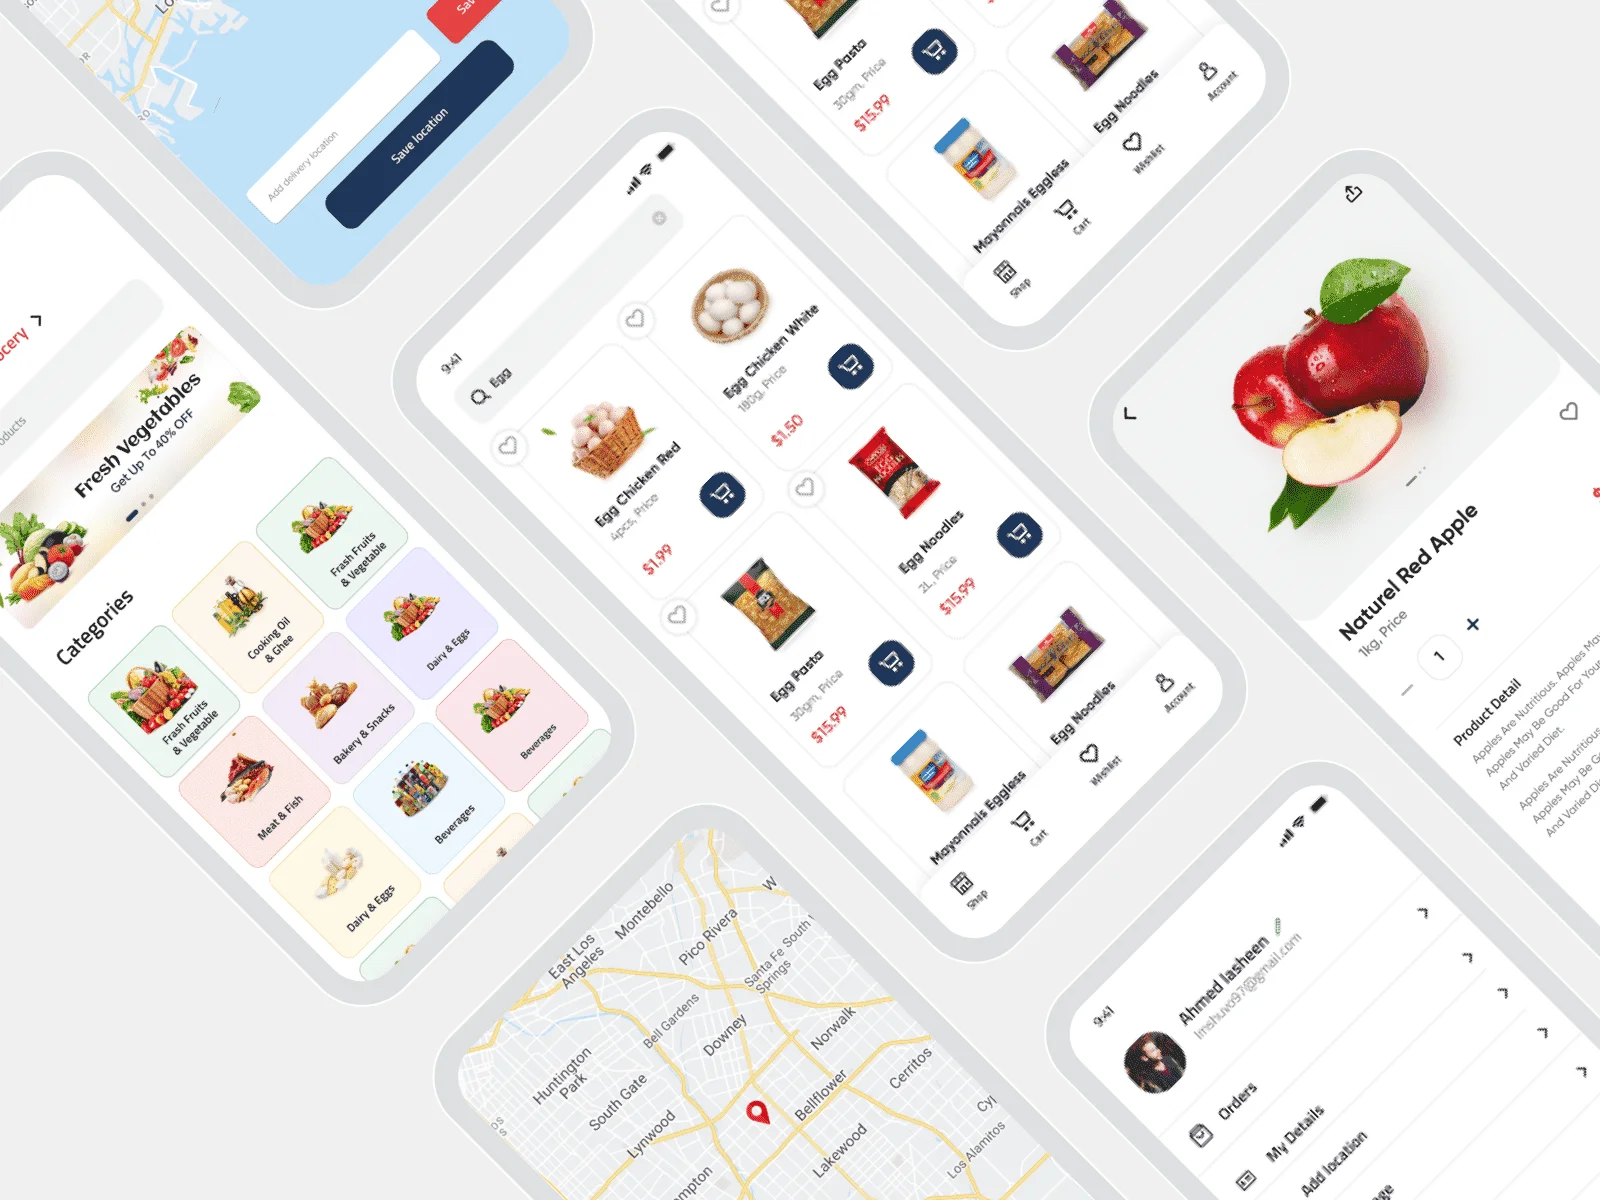 Save location
Add delivery location
Fresh Vegetables
Get Up To 40% OFF
Categories
Frash Fruits
& Vegetable
Cooking Oil
& Ghee
Frash Fruits
& Vegetable
Dairy & Eggs
Bakery & Snacks
Meat & Fish
Beverages
Beverages
Dairy & Eggs
9:41
Egg
Egg Chicken Red
4pcs, Price
$1.99
Egg Chicken White
180g, Price
$1.50
Egg Pasta
30gm, Price
$15.99
Egg Noodles
2L, Price
$15.99
Mayonnais Eggless
Egg Noodles
Shop
Cart
Wishlist
Account
Egg Pasta
30gm, Price
$15.99
Egg Noodles
Mayonnais Eggless
Shop
Cart
Wishlist
Account
Naturel Red Apple
1kg, Price
1
Product Detail
Apples Are Nutritious. Apples May
Apples May Be Good For Your
And Varied Diet.
Apples Are Nutritious
Apples May Be G
And Varied Di
Montebello
East Los
Angeles
Pico Rivera
W
Santa Fe
Springs
South
Bell Gardens
Downey
Norwalk
Huntington
Park
South Gate
Bellflower
Cerritos
Lynwood
Lakewood
Los Alamitos
Cyl
mpton
9:41
Ahmed lasheen
Imshuvo97@gmail.com
Orders
My Details
Add location